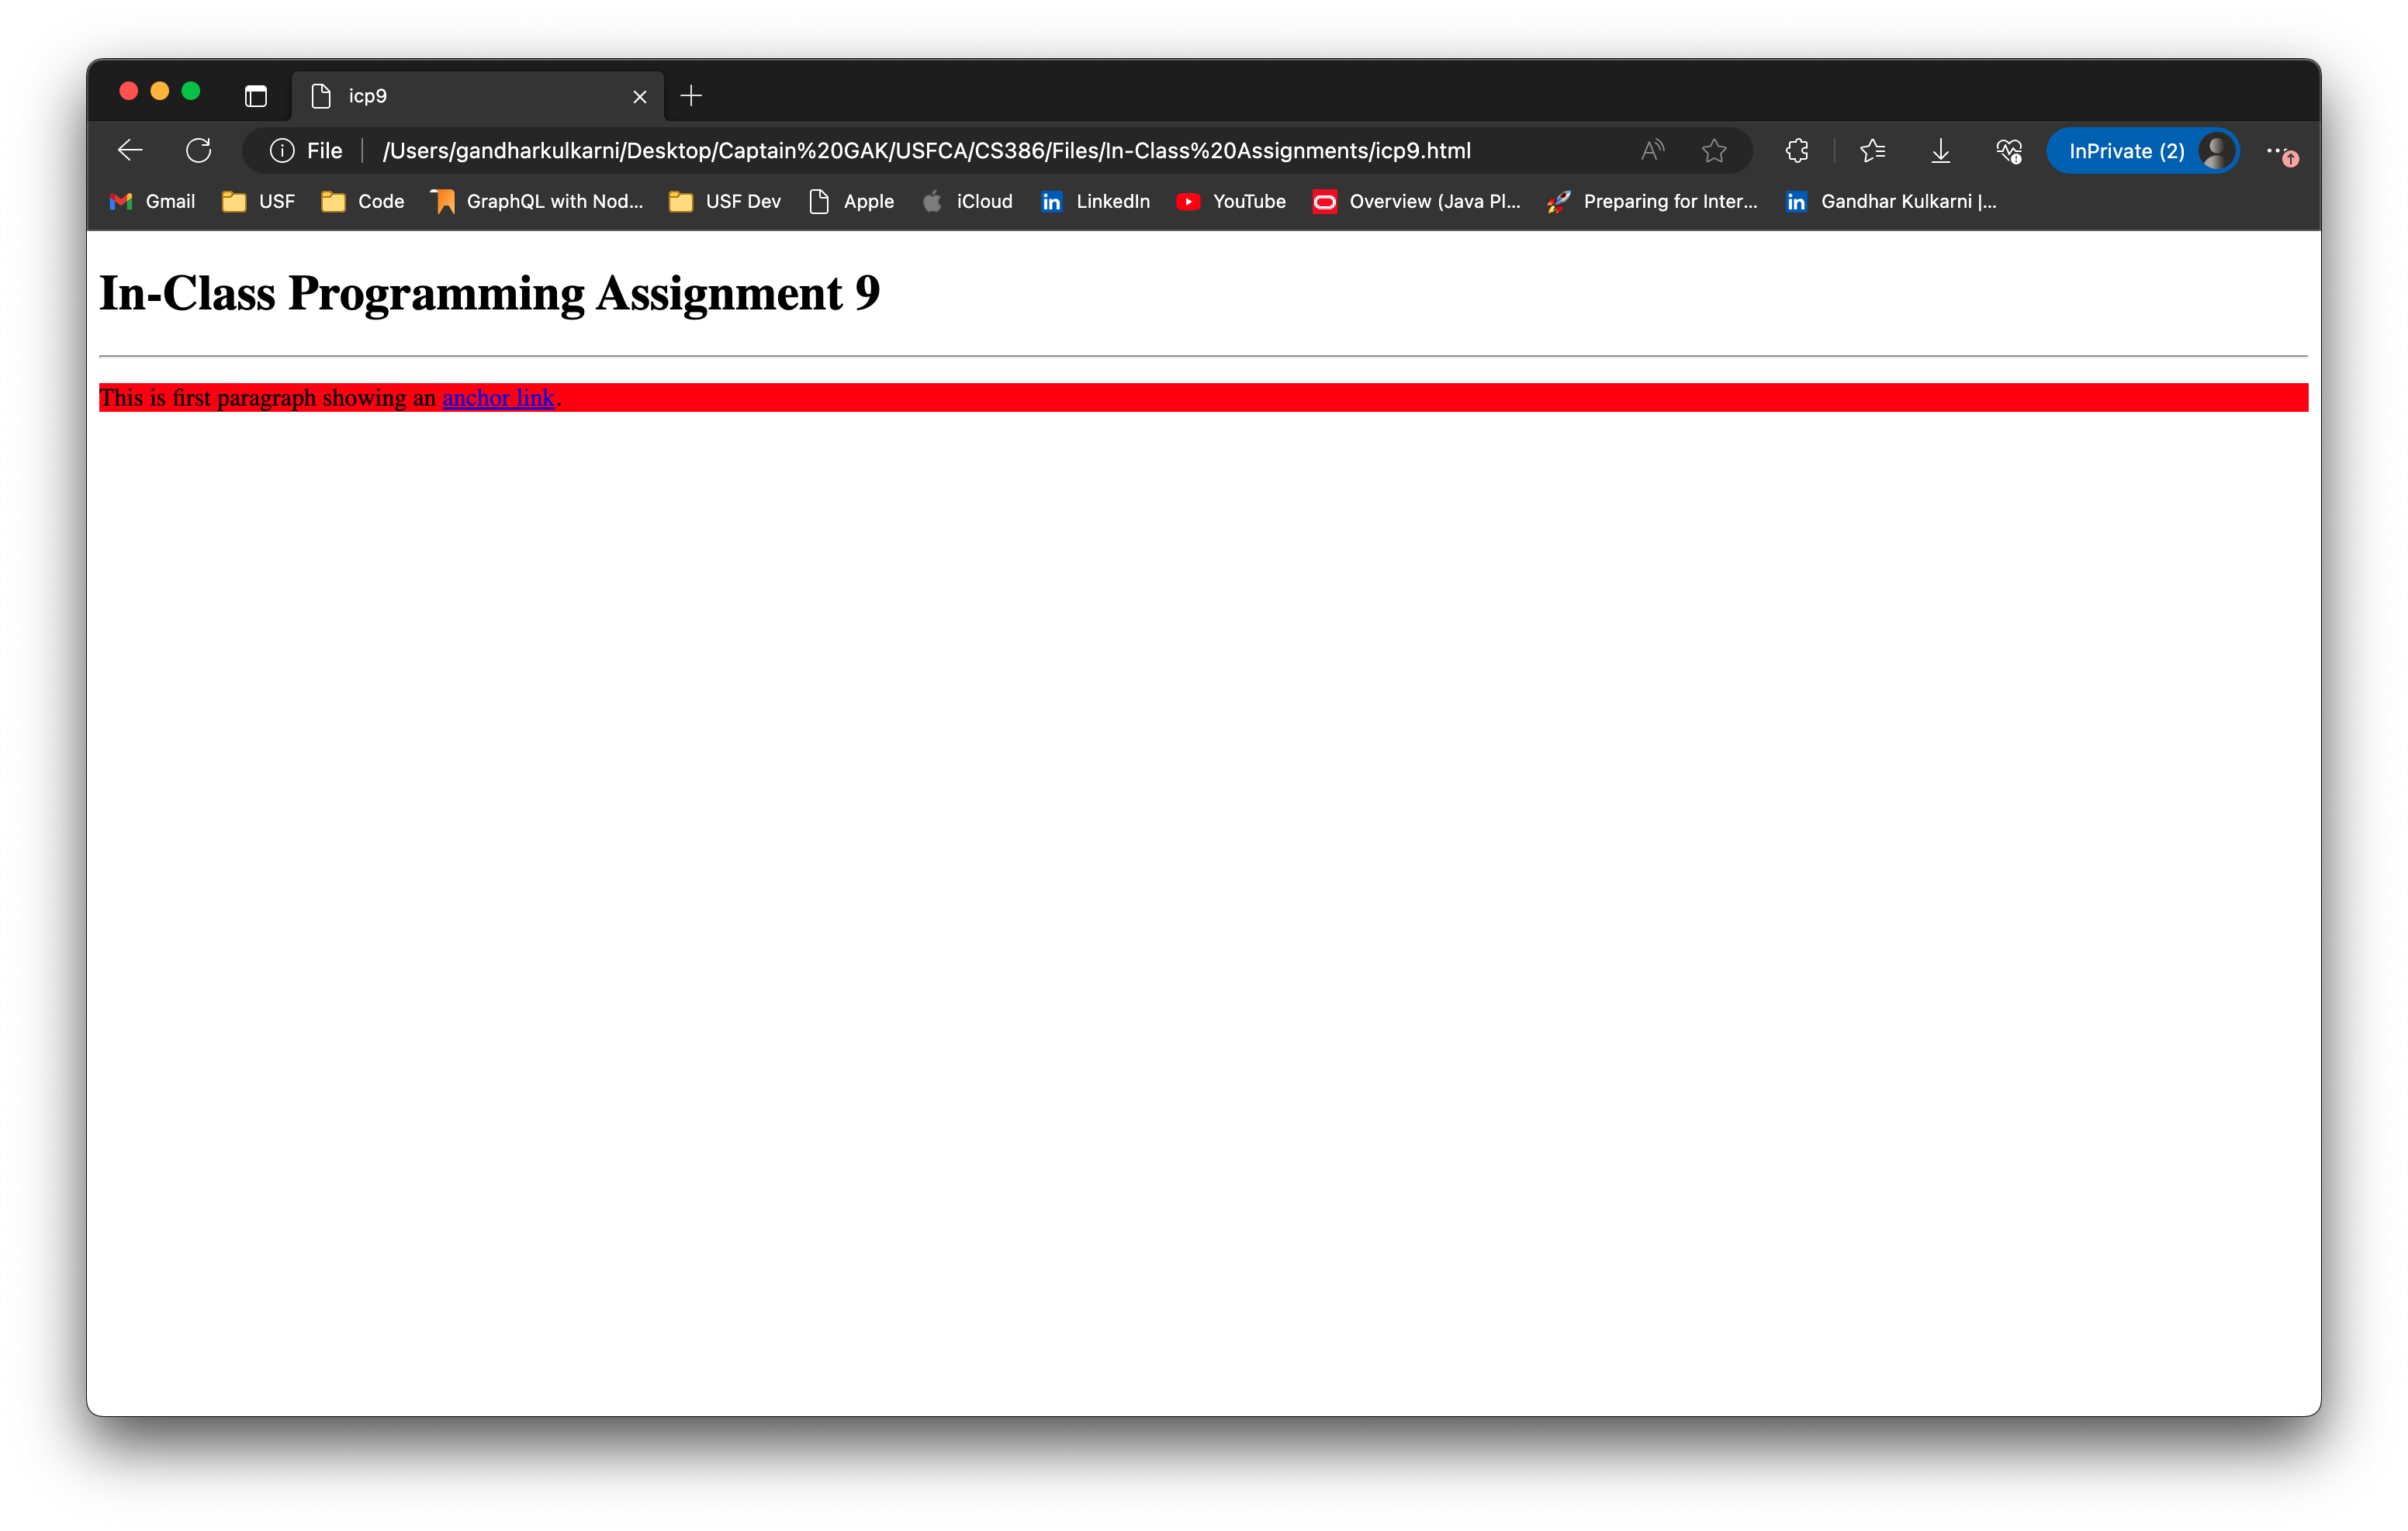 icp9
File /Users/gandharkulkarni/Desktop/Captain%20GAK/USFCA/CS386/Files/In-Class%20Assignments/icp9.html InPrivate (2)
Gmail USF Code GraphQL with Nod... USF Dev Apple iCloud LinkedIn YouTube Overview (Java Pl... Preparing for Inter... Gandhar Kulkarni |...
In-Class Programming Assignment 9
This is first paragraph showing an anchor link.